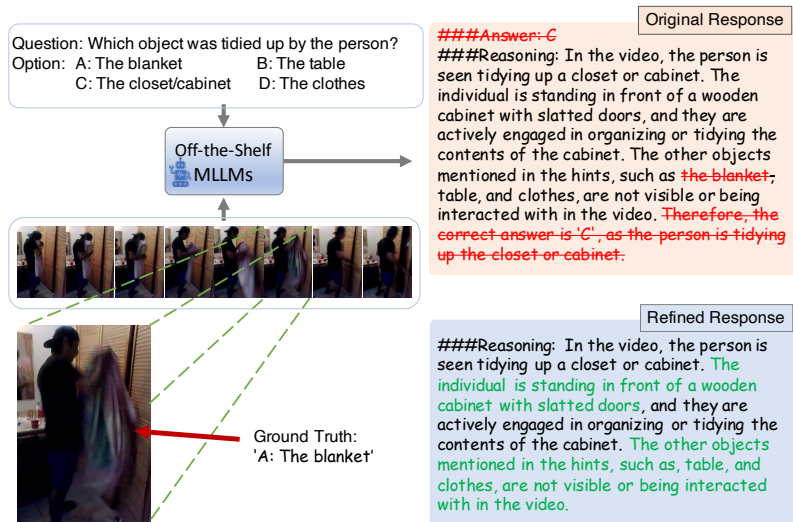 Question: Which object was tidied up by the person?
Option:   A: The blanket   B: The table
C: The closet/cabinet   D: The clothes
Off-the-Shelf
MLLMs
Original Response
###Answer: C
###Reasoning: In the video, the person is
seen tidying up a closet or cabinet. The
individual is standing in front of a wooden
cabinet with slatted doors, and they are
actively engaged in organizing or tidying the
contents of the cabinet. The other objects
mentioned in the hints, such as the blanket,
table, and clothes, are not visible or being
interacted with in the video. Therefore, the
correct answer is 'C', as the person is tidying
up the closet or cabinet.
Ground Truth:
'A: The blanket'
Refined Response
###Reasoning: In the video, the person is
seen tidying up a closet or cabinet. The
individual is standing in front of a wooden
cabinet with slatted doors, and they are
actively engaged in organizing or tidying the
contents of the cabinet. The other objects
mentioned in the hints, such as, table, and
clothes, are not visible or being interacted
with in the video.